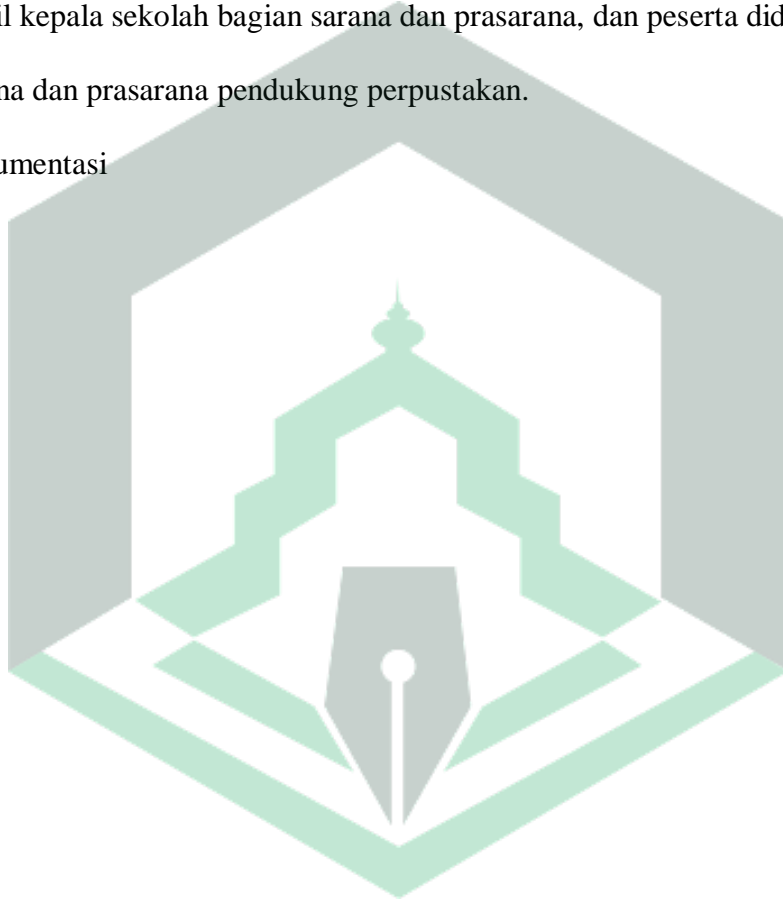 il kepala sekolah bagian sarana dan prasarana, dan peserta did
na dan prasarana pendukung perpustakan.
umentasi